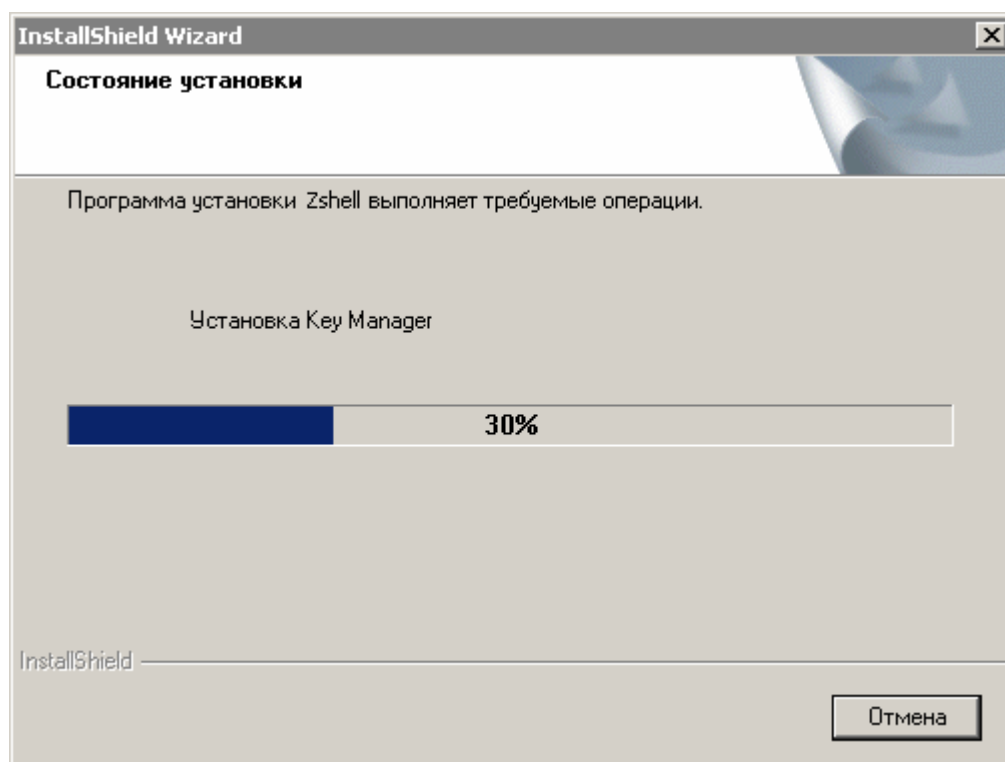 InstallShield Wizard
Состояние установки
Программа установки Zshell выполняет требуемые операции.
Установка Key Manager
30%
InstallShield
Отмена